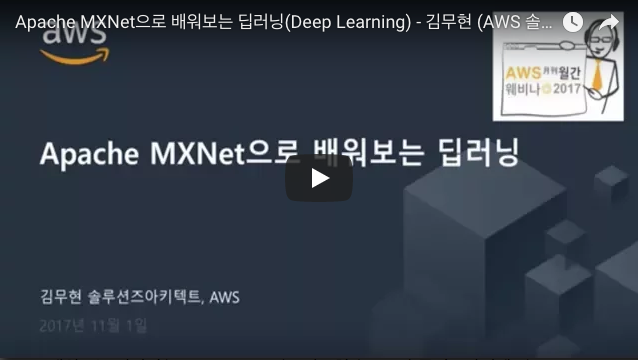 Apache MXNet으로 배워보는 딥러닝(Deep Learning) - 김무현 (AWS 솔...
aws
AWS 月刊 월간
웨비나 @ 2017
Apache MXNet으로 배워보는 딥러닝
김무현 솔루션즈아키텍트, AWS
2017년 11월 1일